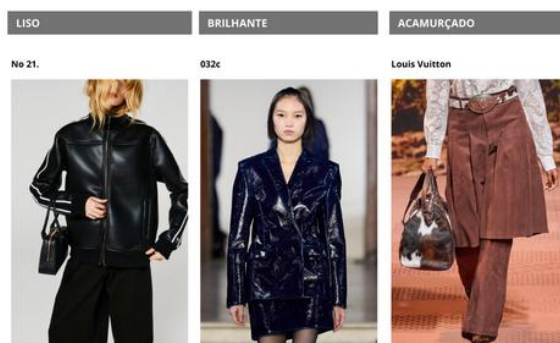 LISO
BRILHANTE
ACAMURÇADO
No 21.
032c
Louis Vuitton